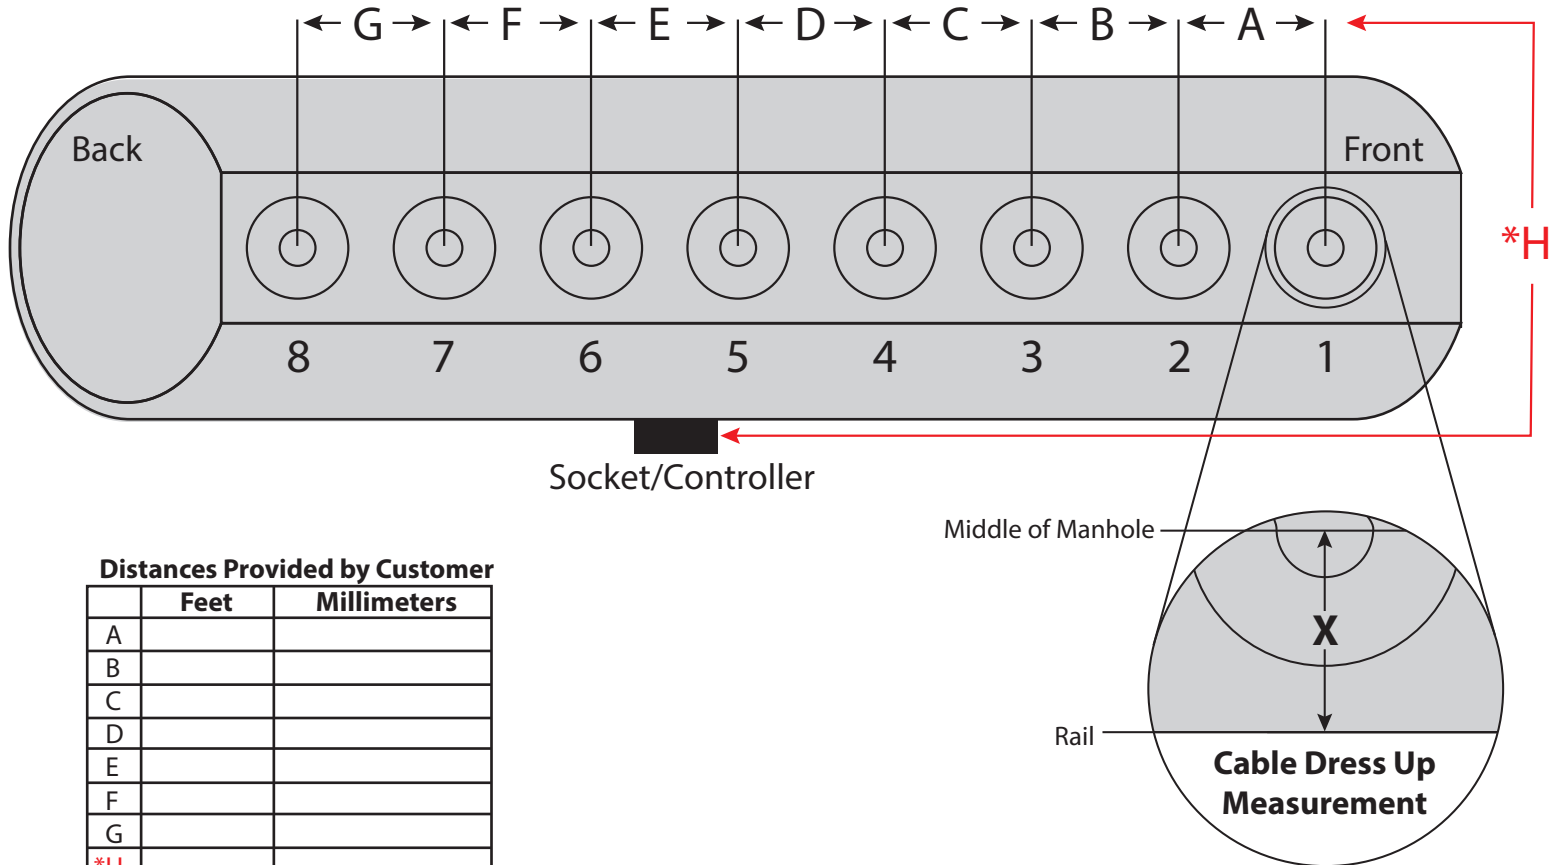 G F E D C B A
Back
Front
*H
8 7 6 5 4 3 2 1
Socket/Controller
Middle of Manhole
X
Rail
Cable Dress Up
Measurement
Distances Provided by Customer
Feet Millimeters
A
B
C
D
E
F
G
*H